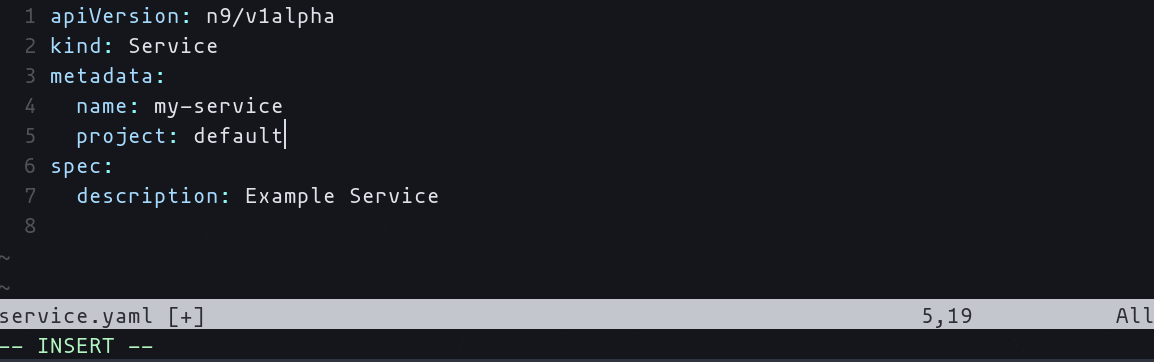 1 apiVersion: n9/v1alpha
2 kind: Service
3 metadata:
4   name: my-service
5   project: default
6 spec:
7   description: Example Service
8
~
~
service.yaml [+] 5,19 All
-- INSERT --